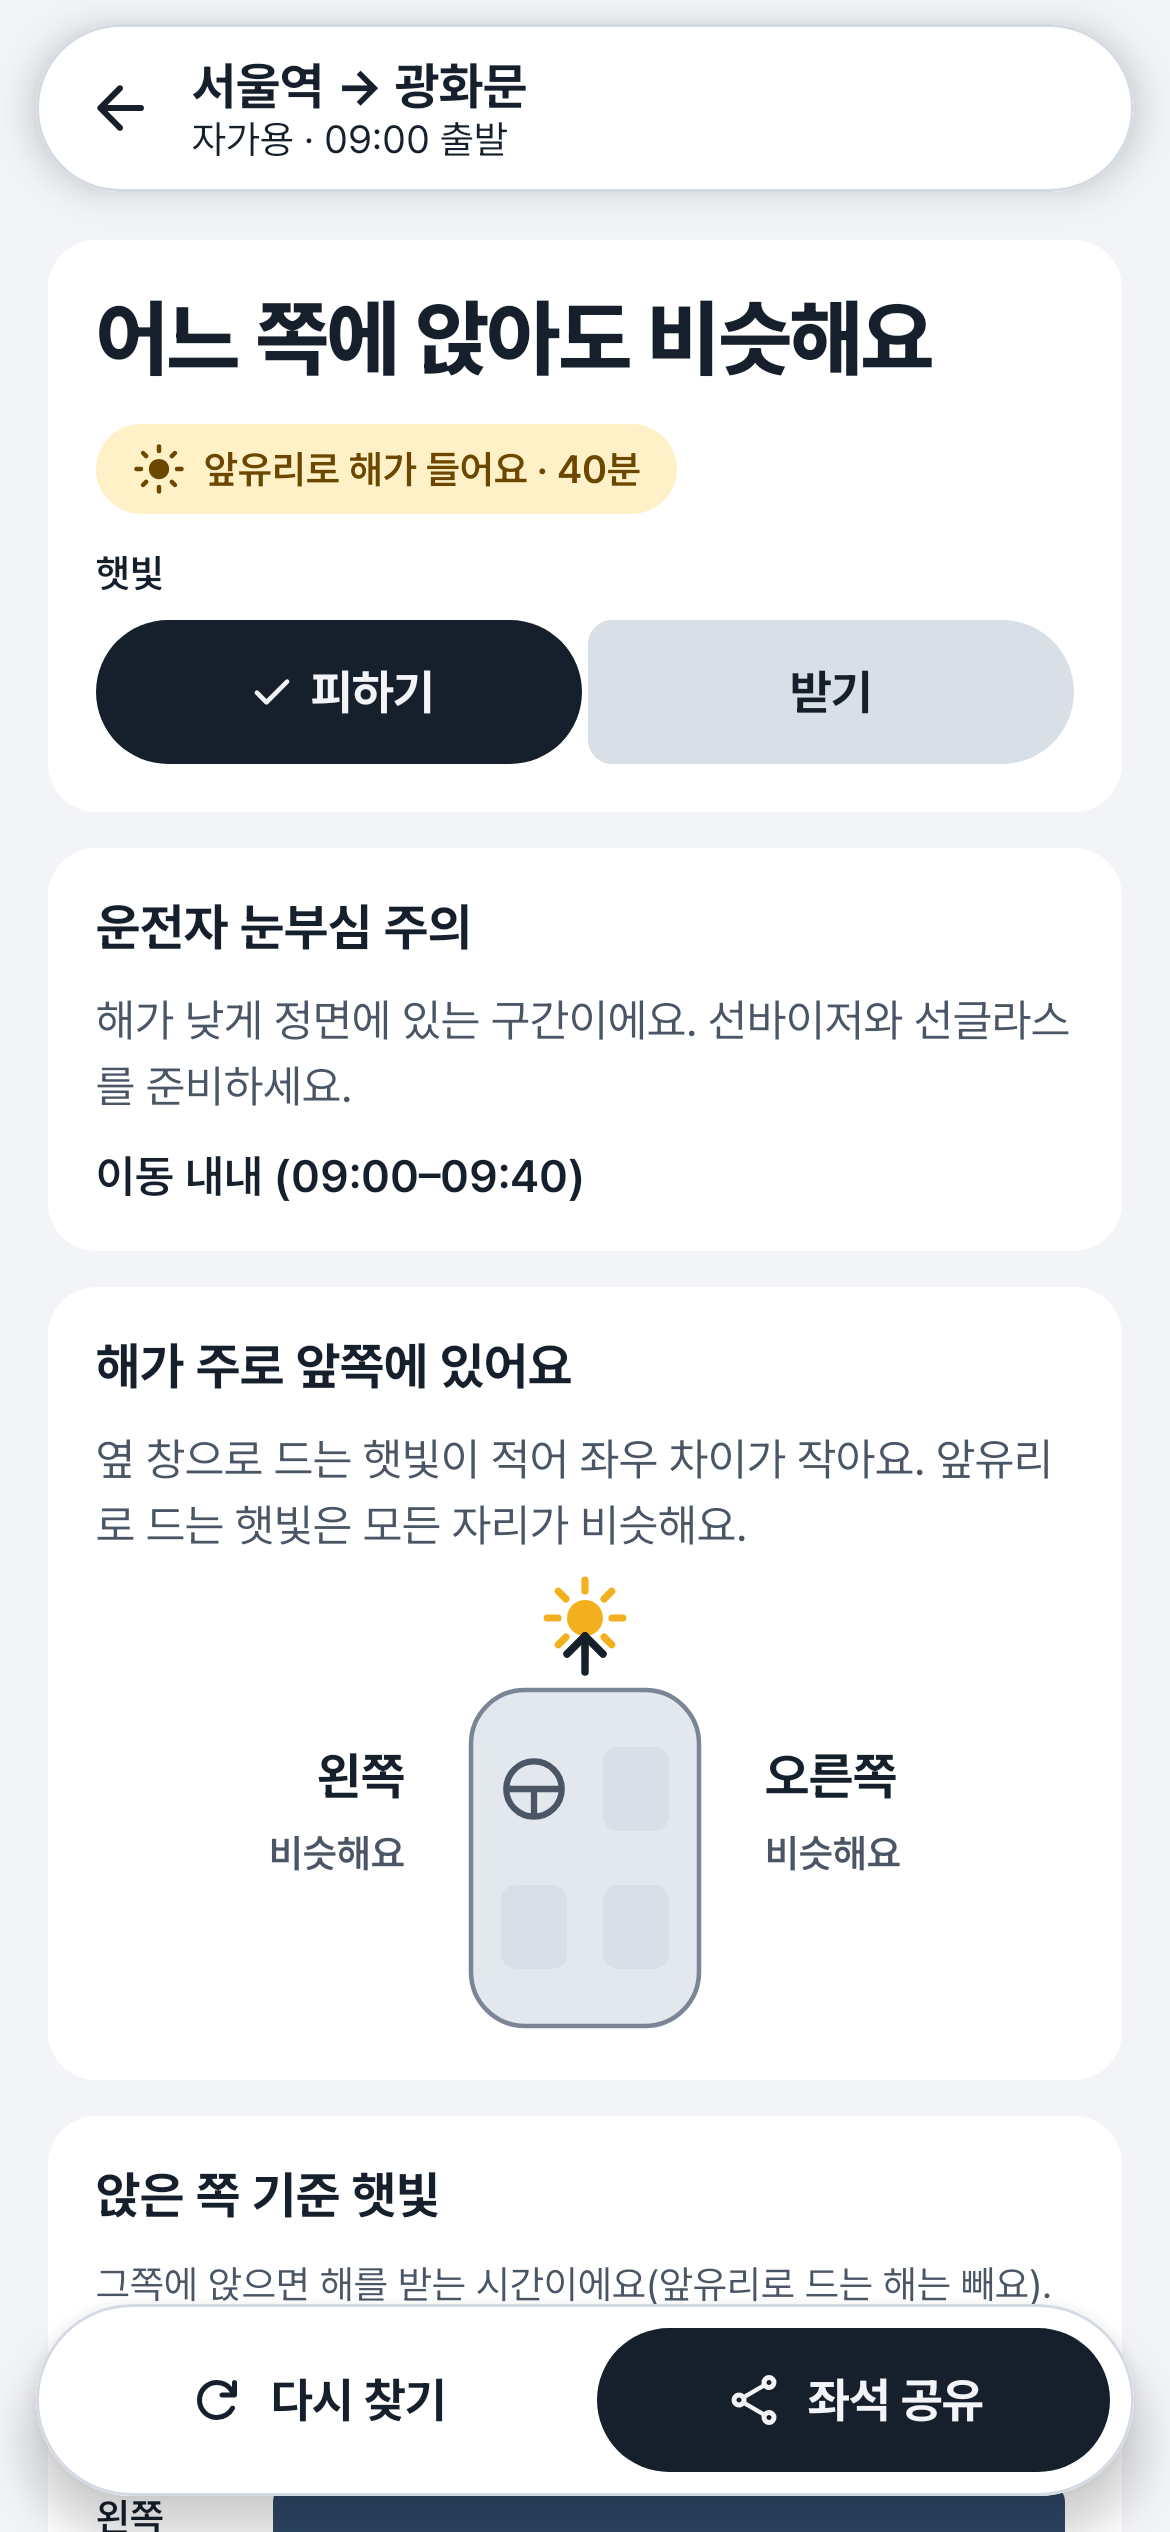 서울역 → 광화문
자가용 · 09:00 출발
어느 쪽에 앉아도 비슷해요
앞유리로 해가 들어요 · 40분
햇빛
피하기
받기
운전자 눈부심 주의
해가 낮게 정면에 있는 구간이에요. 선바이저와 선글라스
를 준비하세요.
이동 내내 (09:00–09:40)
해가 주로 앞쪽에 있어요
옆 창으로 드는 햇빛이 적어 좌우 차이가 작아요. 앞유리
로 드는 햇빛은 모든 자리가 비슷해요.
왼쪽
비슷해요
오른쪽
비슷해요
앉은 쪽 기준 햇빛
그쪽에 앉으면 해를 받는 시간이에요(앞유리로 드는 해는 빼요).
다시 찾기
좌석 공유
왼쪽